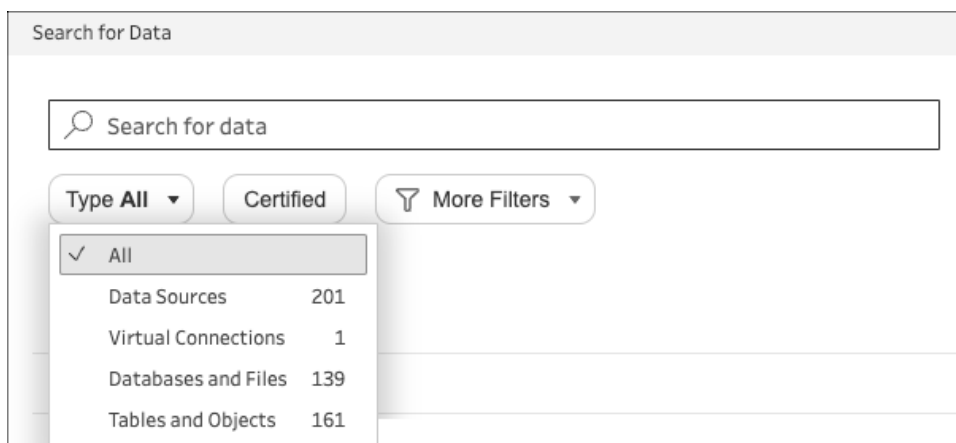 Search for Data
Search for data
Type All Certified More Filters
All
Data Sources 201
Virtual Connections 1
Databases and Files 139
Tables and Objects 161